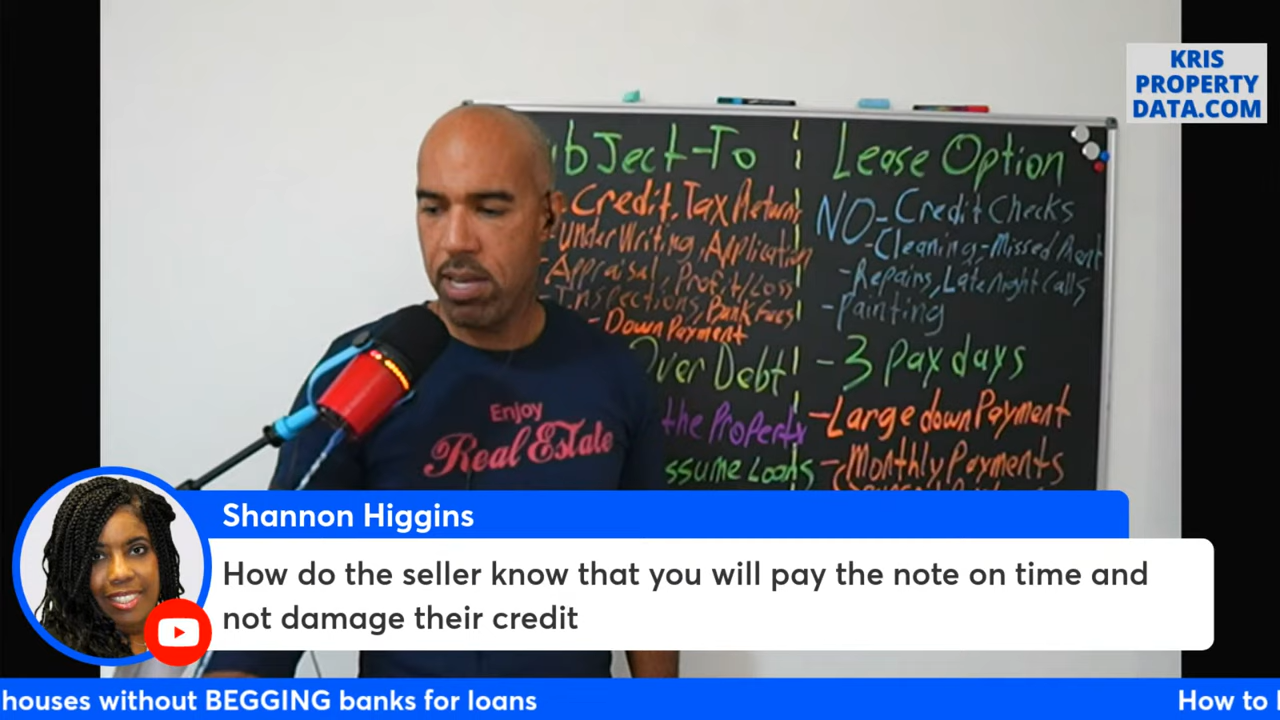 KRIS
PROPERTY
DATA.COM
bJect-To
Lease Option
Credit, Tax Returns
NO-Credit Checks
-UnderWriting, Application
-Cleaning,-Missed Rent
-Appraisal, Profit/Loss
-Repairs, Late Night Calls
Inspections, Bank Fees
-Painting
-Down Payment
Over Debt
-3 Pay days
the Property
-Large down Payment
ssume Loans
-Monthly Payments
Enjoy
Real Estate
Shannon Higgins
How do the seller know that you will pay the note on time and
not damage their credit
houses without BEGGING banks for loans
How to